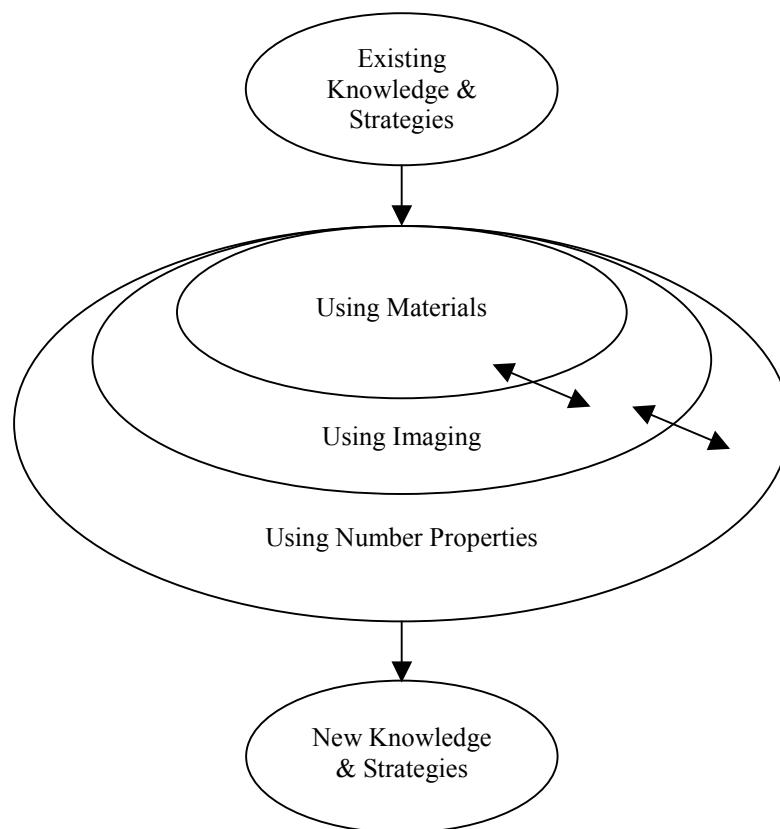 Existing
Knowledge &
Strategies
Using Materials
Using Imaging
Using Number Properties
New Knowledge
& Strategies